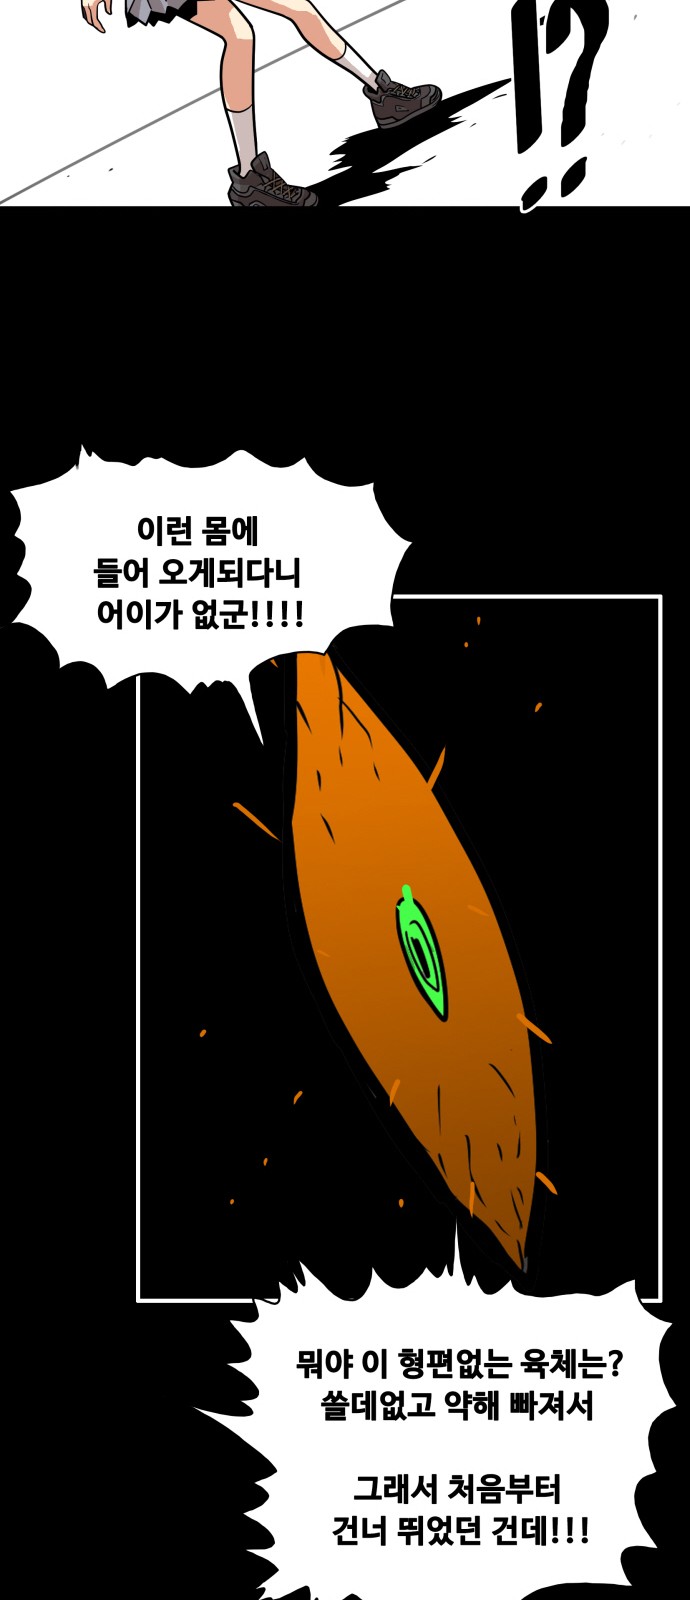 !?
이런 몸에
들어 오게되다니
어이가 없군!!!!
뭐야 이 형편없는 육체는?
쓸데없고 약해 빠져서
그래서 처음부터
건너 뛰었던 건데!!!